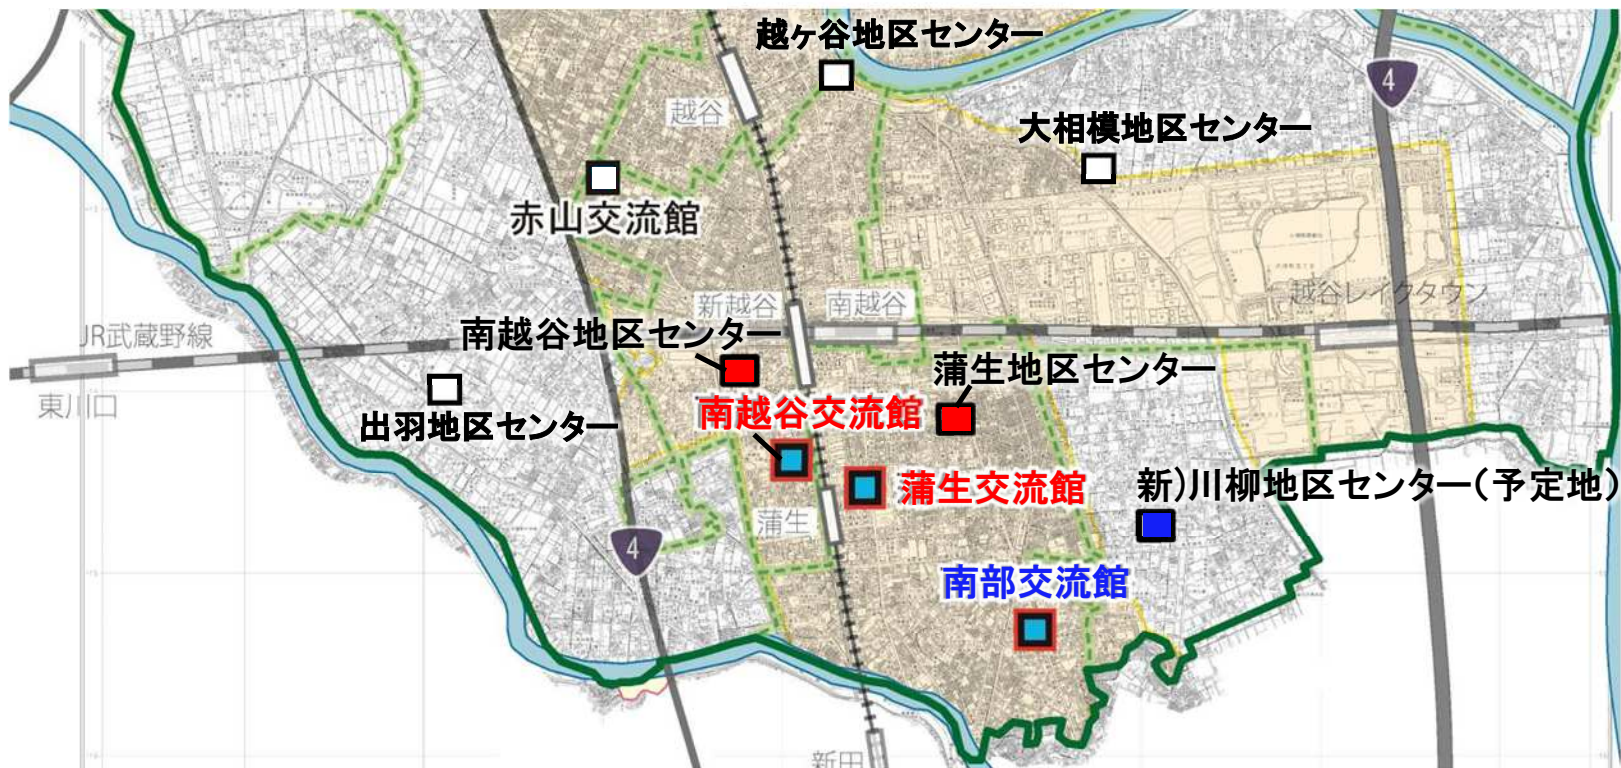 越ヶ谷地区センター
4
越谷
大相模地区センター
赤山交流館
越谷レイクタウン
新越谷
南越谷
JR武蔵野線
南越谷地区センター
蒲生地区センター
東川口
南越谷交流館
出羽地区センター
蒲生交流館
新)川柳地区センター(予定地)
蒲生
4
南部交流館
新田